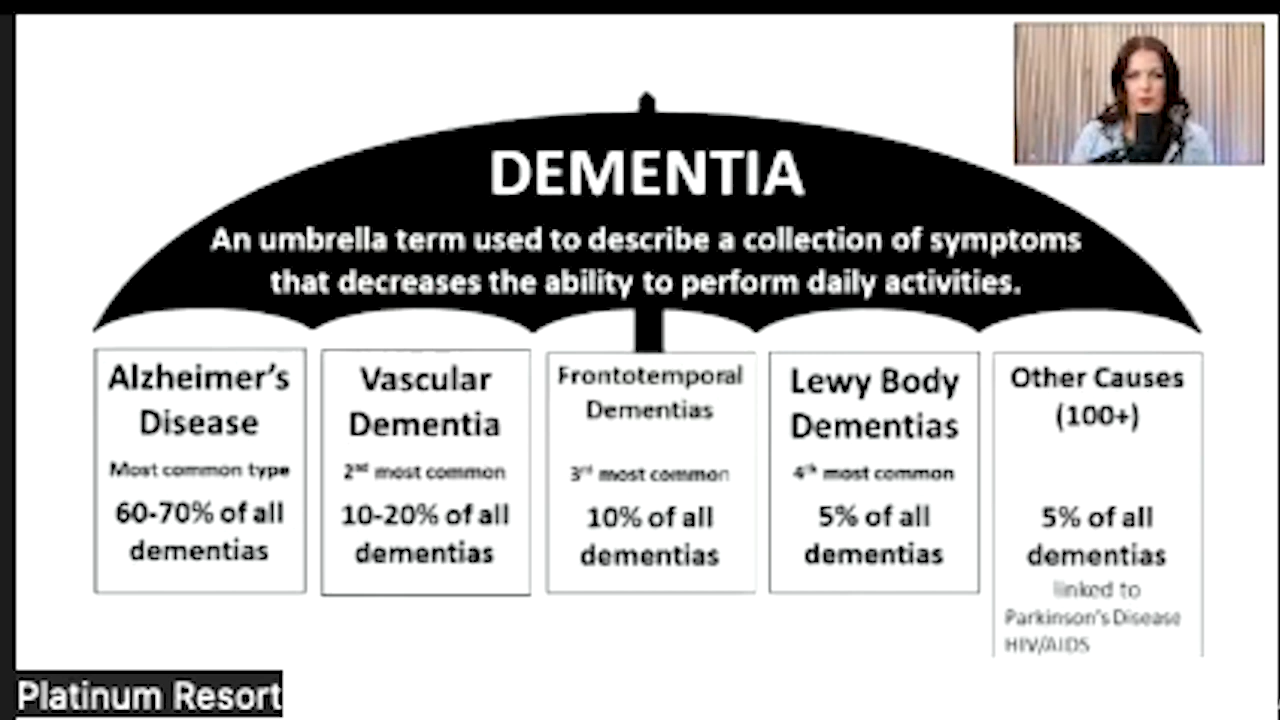 DEMENTIA
An umbrella term used to describe a collection of symptoms
that decreases the ability to perform daily activities.
Alzheimer's
Disease
Most common type
60-70% of all
dementias
Vascular
Dementia
2nd most common
10-20% of all
dementias
Frontotemporal
Dementias
3rd most common
10% of all
dementias
Lewy Body
Dementias
4th most common
5% of all
dementias
Other Causes
(100+)
5% of all
dementias
linked to
Parkinson's Disease
HIV/AIDS
Platinum Resort